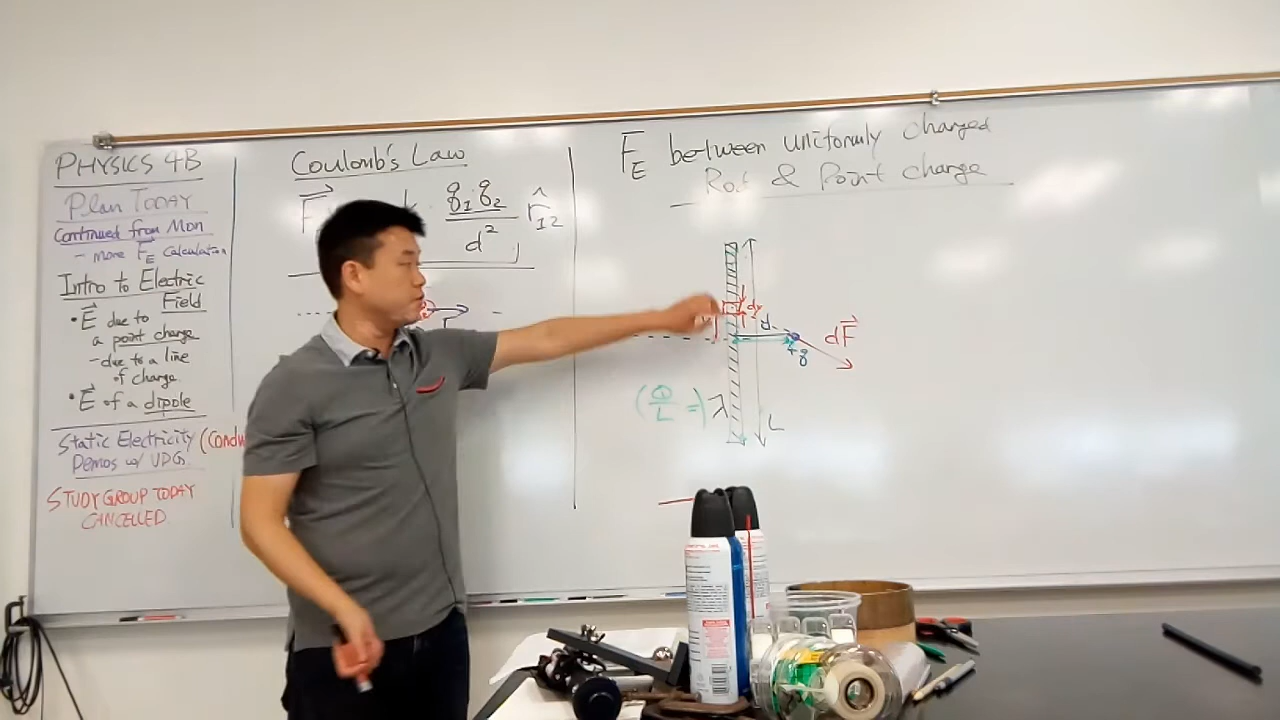 PHYSICS 4B
PLAN TODAY
Continued from Mon
- more F_E Calculation
Intro to Electric
Field
• E due to
a point charge
- due to a line
of charge
• E of a dipole
Static Electricity
Demos w/ VDG
STUDY GROUP TODAY
CANCELLED
Coulomb's Law
F
q1 q2
d²
r̂12
F_E between uniformly charged
Rod & Point charge
dy
d
dF
+q
(Q/L =) λ
L